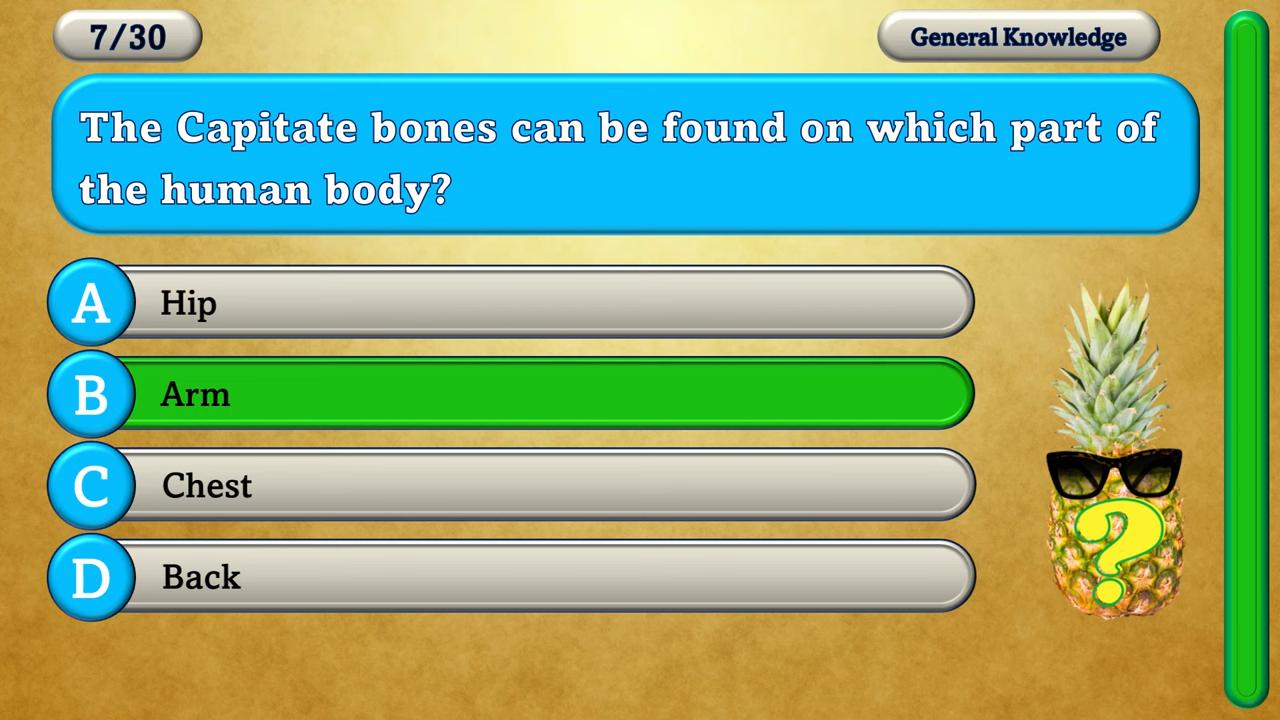 7/30
General Knowledge
The Capitate bones can be found on which part of
the human body?
A Hip
B Arm
C Chest
D Back
?